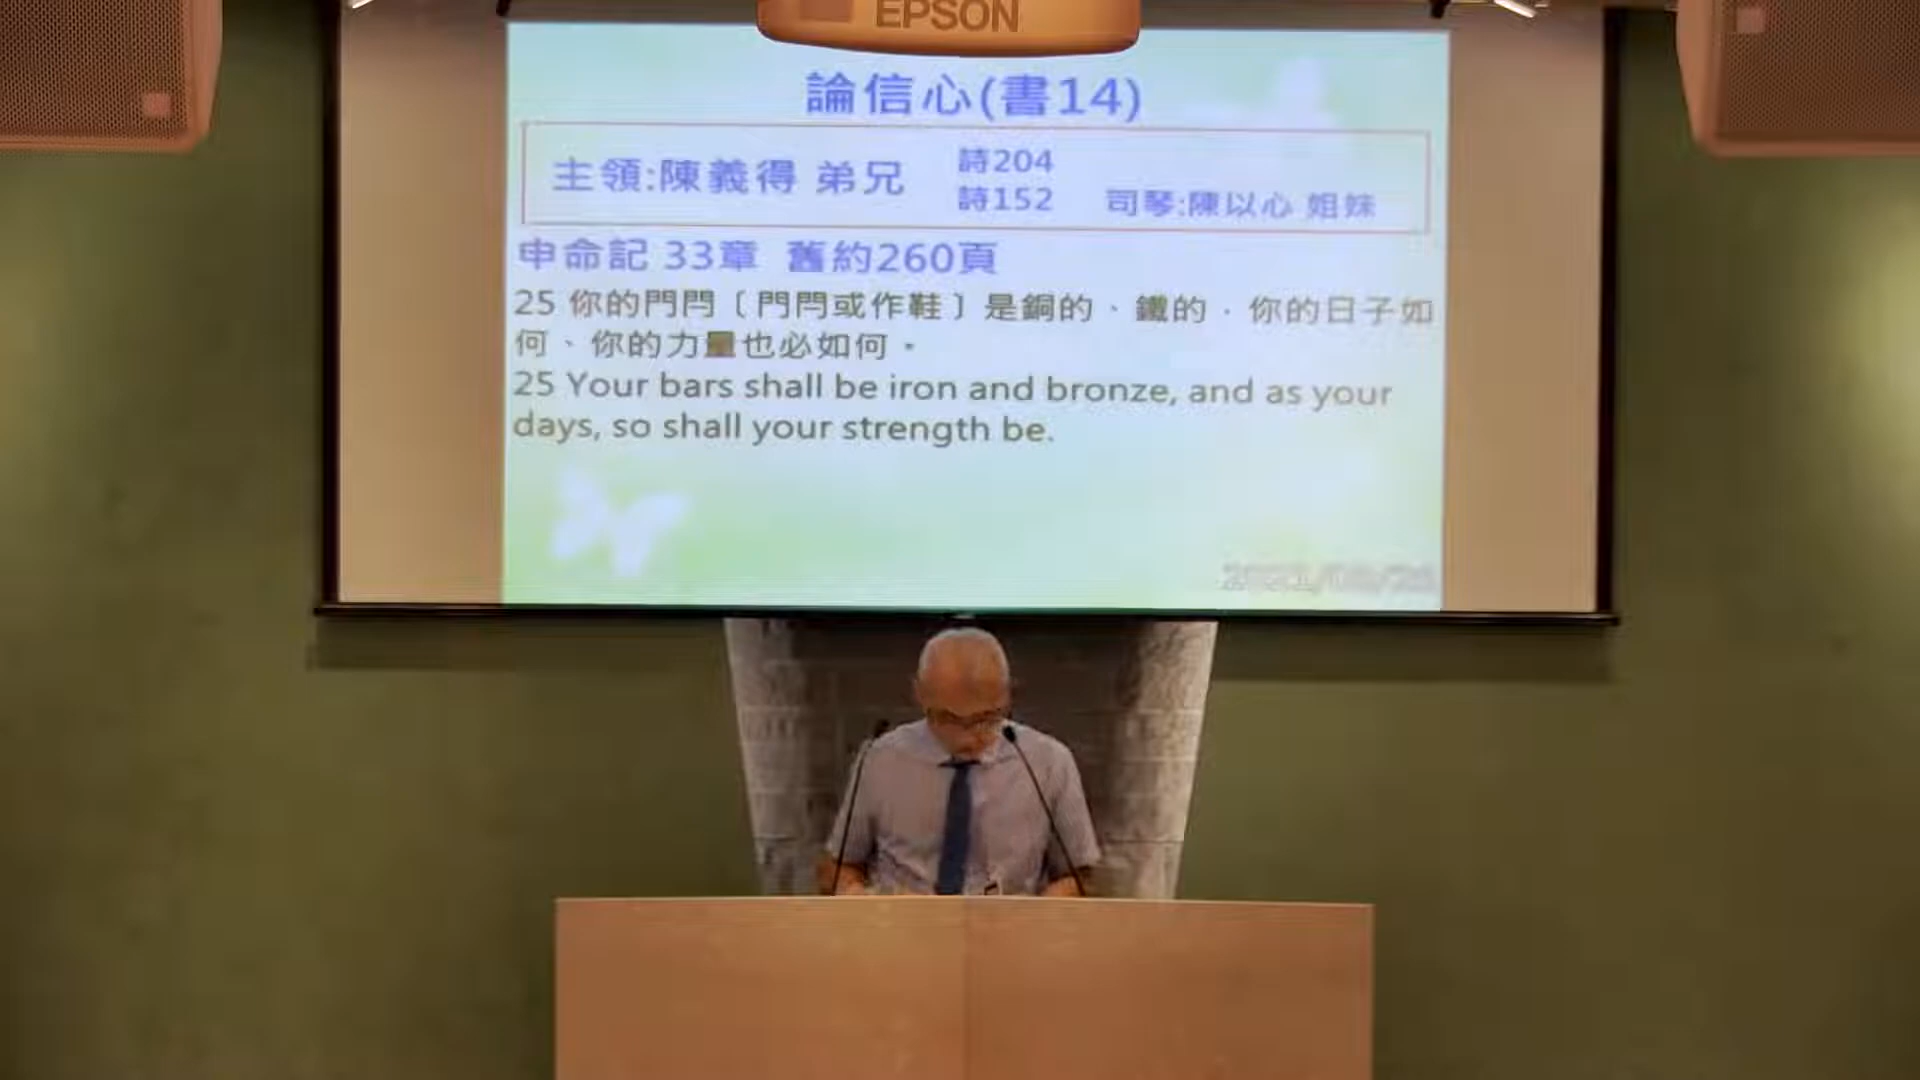 EPSON
論信心(書14)
主領:陳義得 弟兄
詩204
詩152
司琴:陳以心 姐妹
申命記 33章 舊約260頁
25 你的門閂〔門閂或作鞋〕是銅的、鐵的．你的日子如
何、你的力量也必如何。
25 Your bars shall be iron and bronze, and as your
days, so shall your strength be.